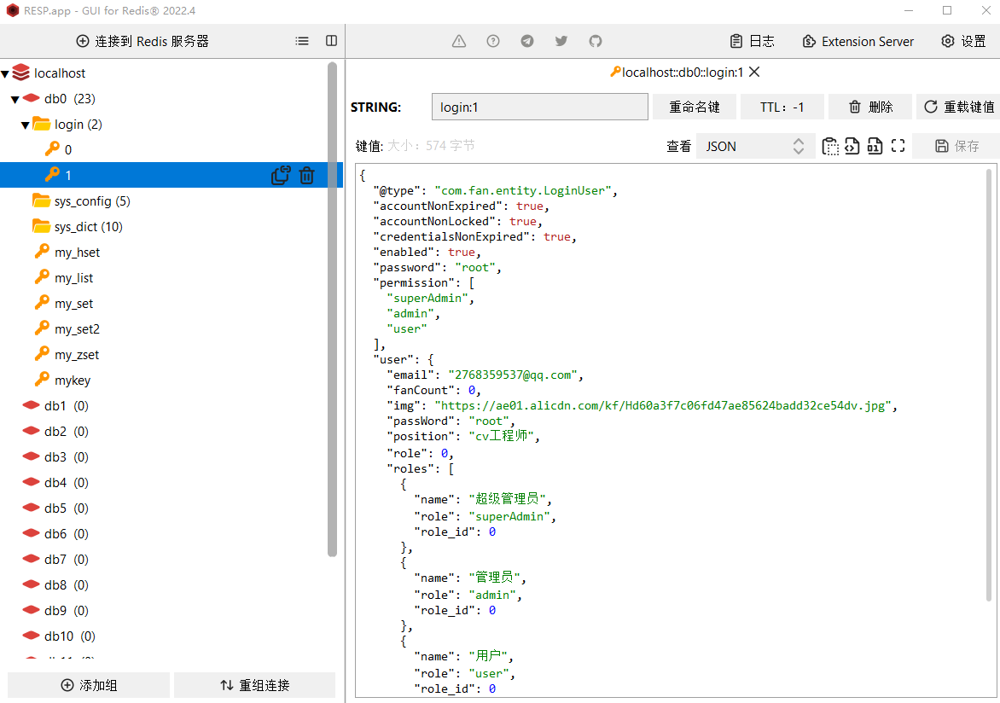 RESP.app - GUI for Redis® 2022.4
连接到 Redis 服务器
日志
Extension Server
设置
localhost
db0 (23)
login (2)
0
1
sys_config (5)
sys_dict (10)
my_hset
my_list
my_set
my_set2
my_zset
mykey
db1 (0)
db2 (0)
db3 (0)
db4 (0)
db5 (0)
db6 (0)
db7 (0)
db8 (0)
db9 (0)
db10 (0)
添加组
重组连接
localhost::db0::login:1
STRING:
login:1
重命名键
TTL: -1
删除
重载键值
键值: 大小: 574 字节
查看
JSON
保存
{
"@type": "com.fan.entity.LoginUser",
"accountNonExpired": true,
"accountNonLocked": true,
"credentialsNonExpired": true,
"enabled": true,
"password": "root",
"permission": [
"superAdmin",
"admin",
"user"
],
"user": {
"email": "2768359537@qq.com",
"fanCount": 0,
"img": "https://ae01.alicdn.com/kf/Hd60a3f7c06fd47ae85624badd32ce54dv.jpg",
"passWord": "root",
"position": "cv工程师",
"role": 0,
"roles": [
{
"name": "超级管理员",
"role": "superAdmin",
"role_id": 0
},
{
"name": "管理员",
"role": "admin",
"role_id": 0
},
{
"name": "用户",
"role": "user",
"role_id": 0